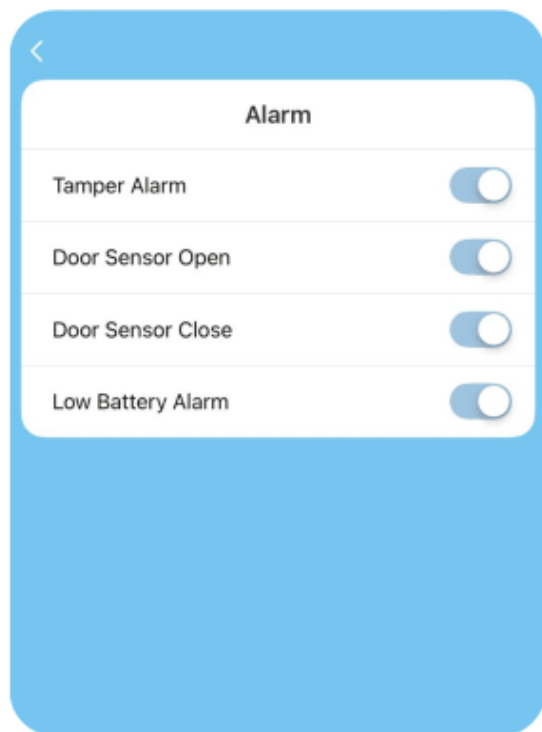 Alarm
Tamper Alarm
Door Sensor Open
Door Sensor Close
Low Battery Alarm